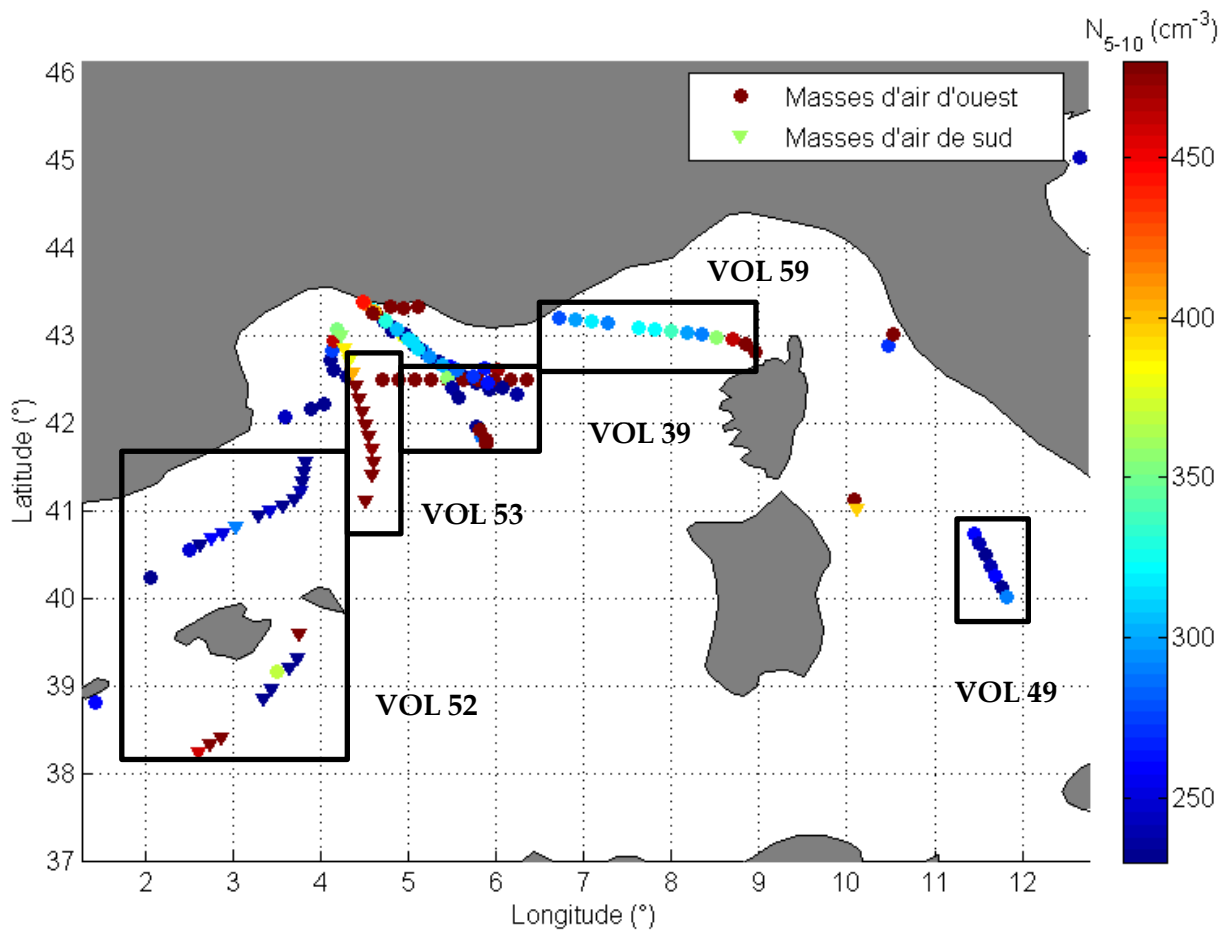 N5-10 (cm-3)
Masses d'air d'ouest
Masses d'air de sud
46
45
44
43
42
41
40
39
38
37
Latitude (°)
VOL 59
VOL 39
VOL 53
VOL 52
VOL 49
450
400
350
300
250
2 3 4 5 6 7 8 9 10 11 12
Longitude (°)